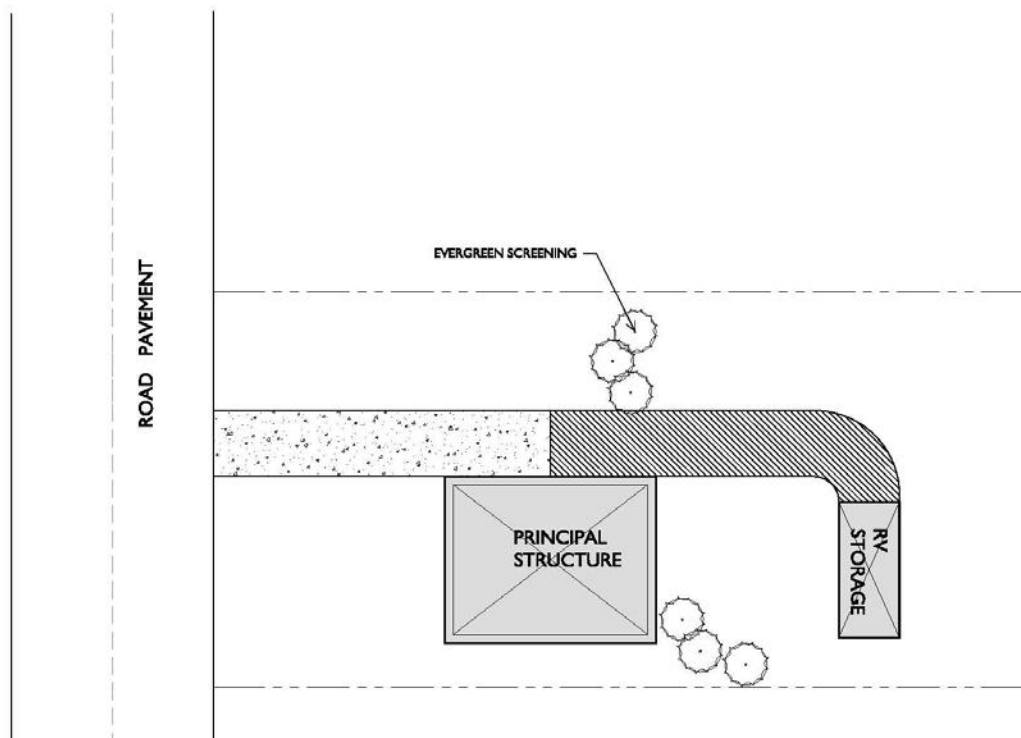 ROAD PAVEMENT
EVERGREEN SCREENING
PRINCIPAL
STRUCTURE
RV
STORAGE